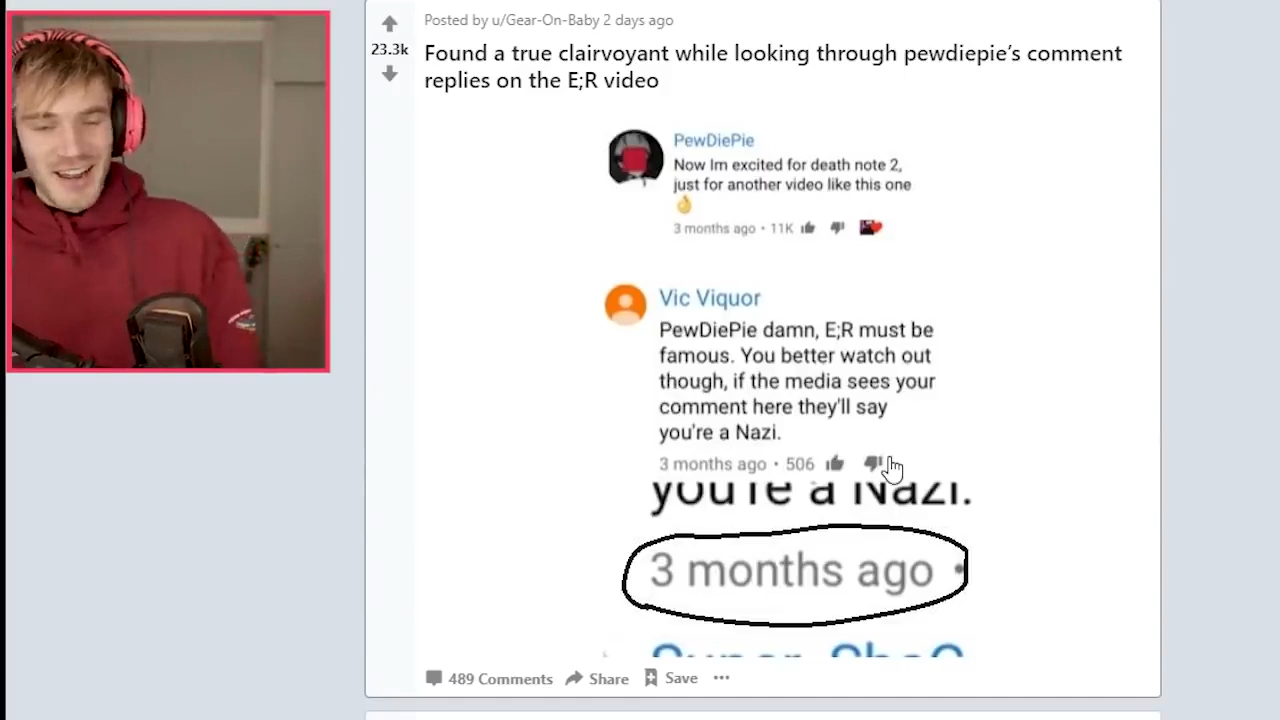 Posted by u/Gear-On-Baby 2 days ago
23.3k
Found a true clairvoyant while looking through pewdiepie's comment
replies on the E;R video
PewDiePie
Now Im excited for death note 2,
just for another video like this one
👌
3 months ago • 11K
Vic Viquor
PewDiePie damn, E;R must be
famous. You better watch out
though, if the media sees your
comment here they'll say
you're a Nazi.
3 months ago • 506
you're a Nazi.
3 months ago •
489 Comments Share Save ...